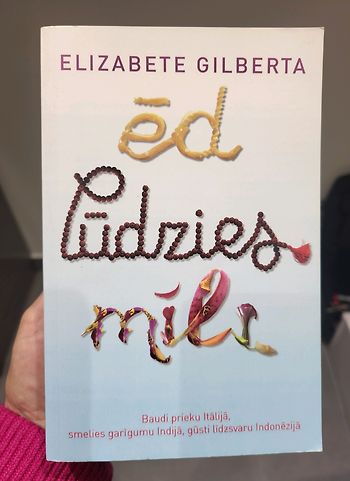 ELIZABETE GILBERTA
ēd
lūdzies
mīli
Baudi prieku Itālijā,
smelies garīgumu Indijā, gūsti līdzsvaru Indonēzijā